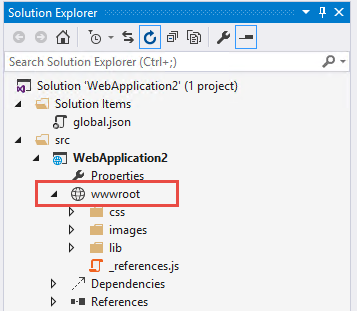 Solution Explorer
Search Solution Explorer (Ctrl+;)
Solution 'WebApplication2' (1 project)
Solution Items
global.json
src
WebApplication2
Properties
wwwroot
css
images
lib
_references.js
Dependencies
References